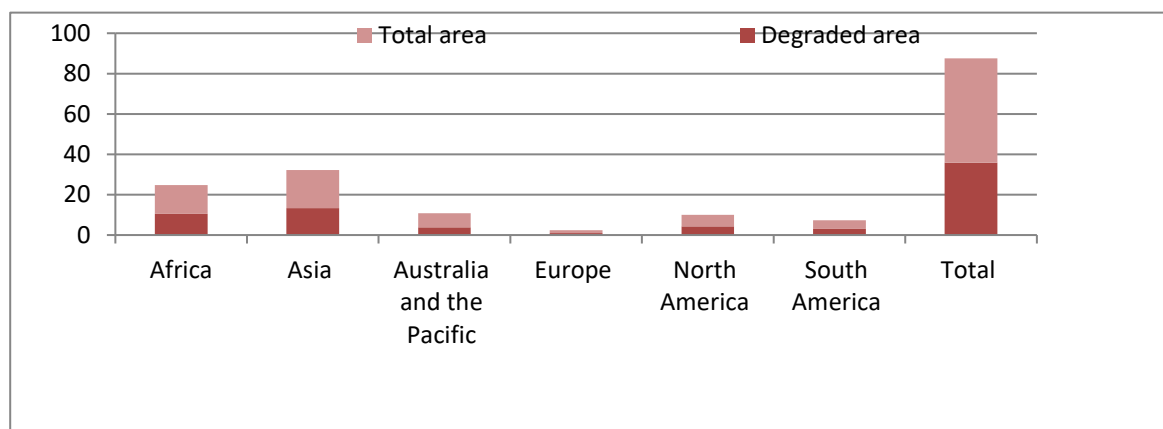 100
80
60
40
20
0
Total area
Degraded area
Africa
Asia
Australia
and the
Pacific
Europe
North
America
South
America
Total